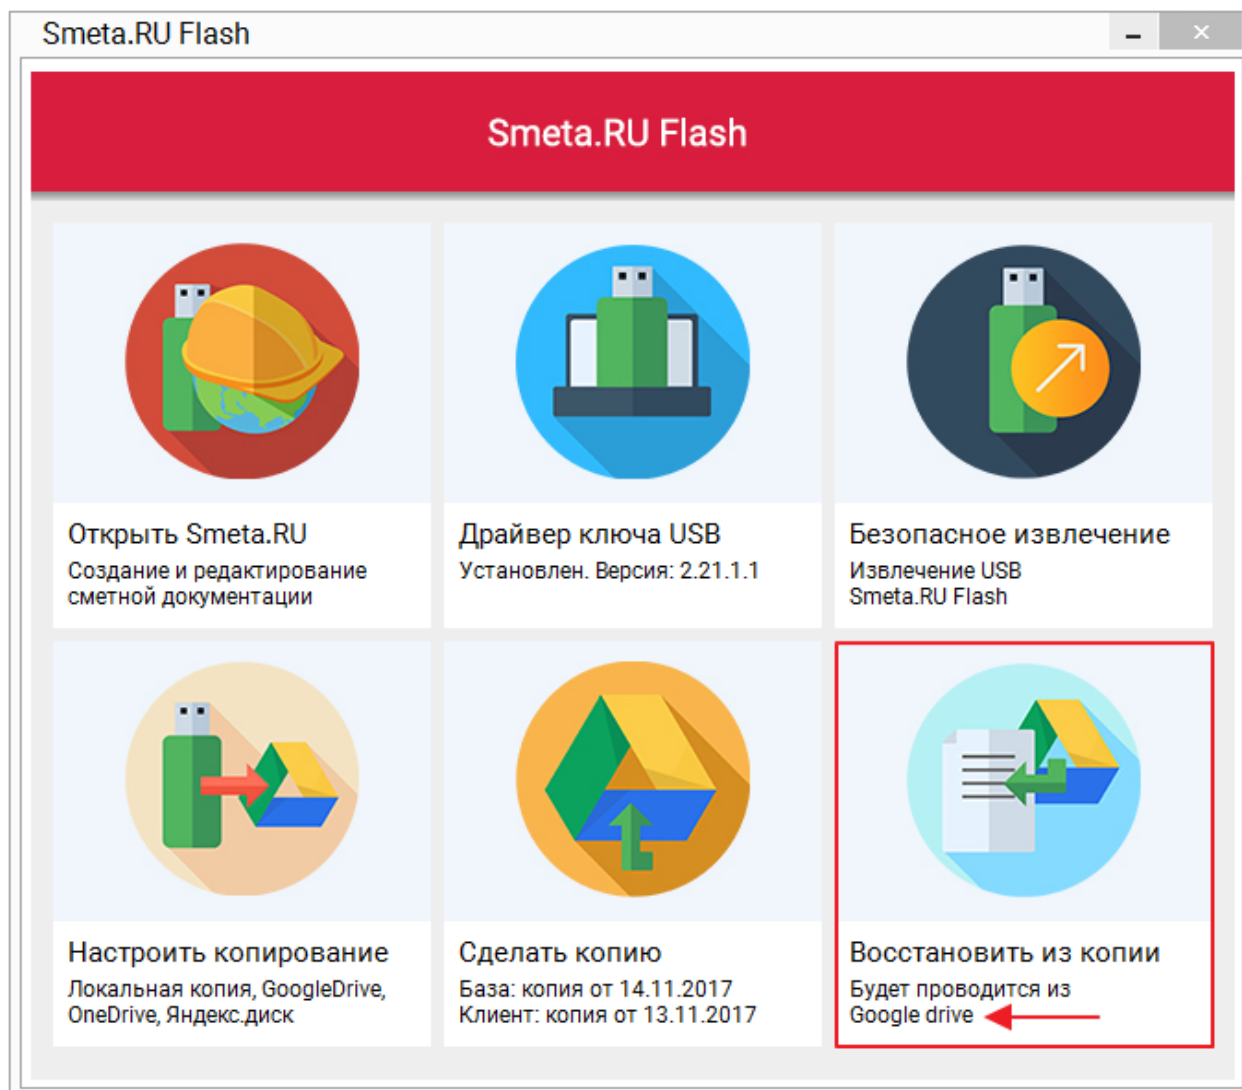 Smeta.RU Flash
Smeta.RU Flash
Открыть Smeta.RU
Создание и редактирование
сметной документации
Драйвер ключа USB
Установлен. Версия: 2.21.1.1
Безопасное извлечение
Извлечение USB
Smeta.RU Flash
Настроить копирование
Локальная копия, GoogleDrive,
OneDrive, Яндекс.диск
Сделать копию
База: копия от 14.11.2017
Клиент: копия от 13.11.2017
Восстановить из копии
Будет проводится из
Google drive